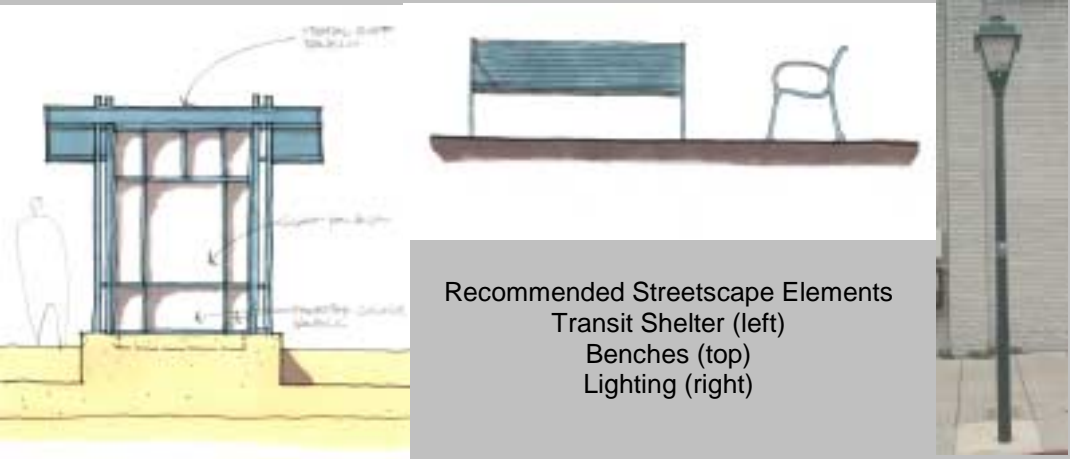 Recommended Streetscape Elements
Transit Shelter (left)
Benches (top)
Lighting (right)